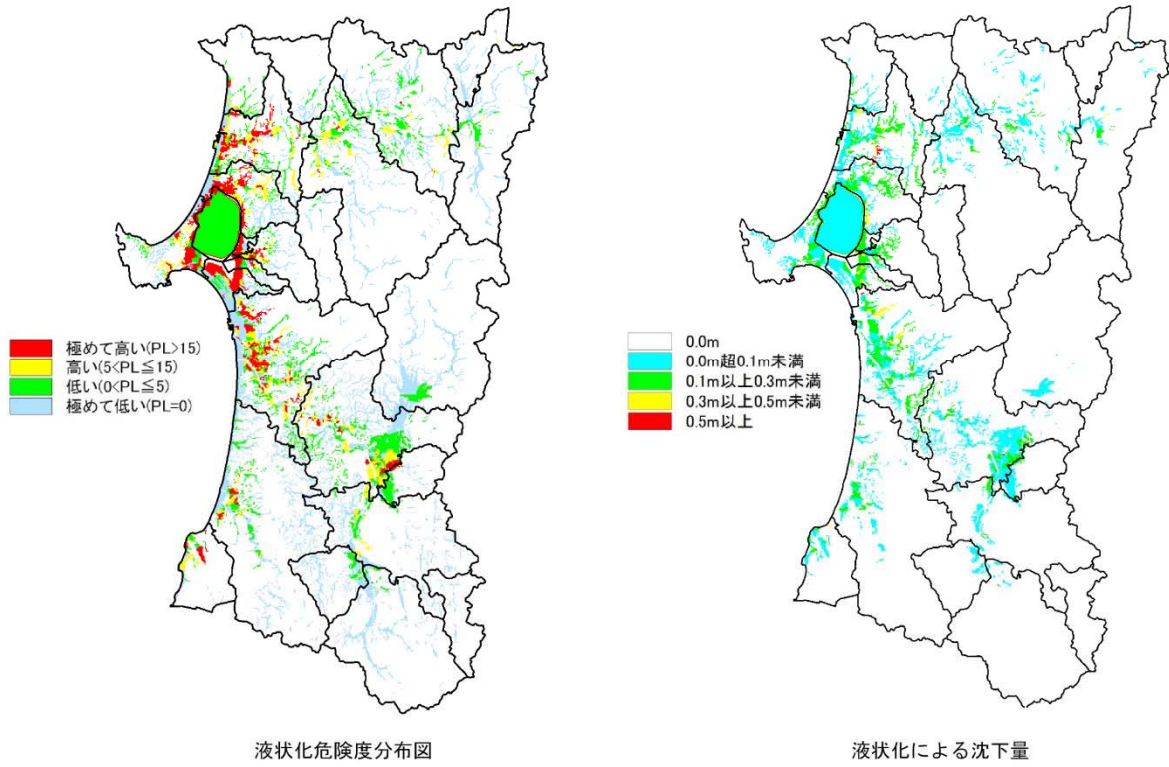 極めて高い(PL>15)
高い(5<PL≦15)
低い(0<PL≦5)
極めて低い(PL=0)
液状化危険度分布図
0.0m
0.0m超0.1m未満
0.1m以上0.3m未満
0.3m以上0.5m未満
0.5m以上
液状化による沈下量